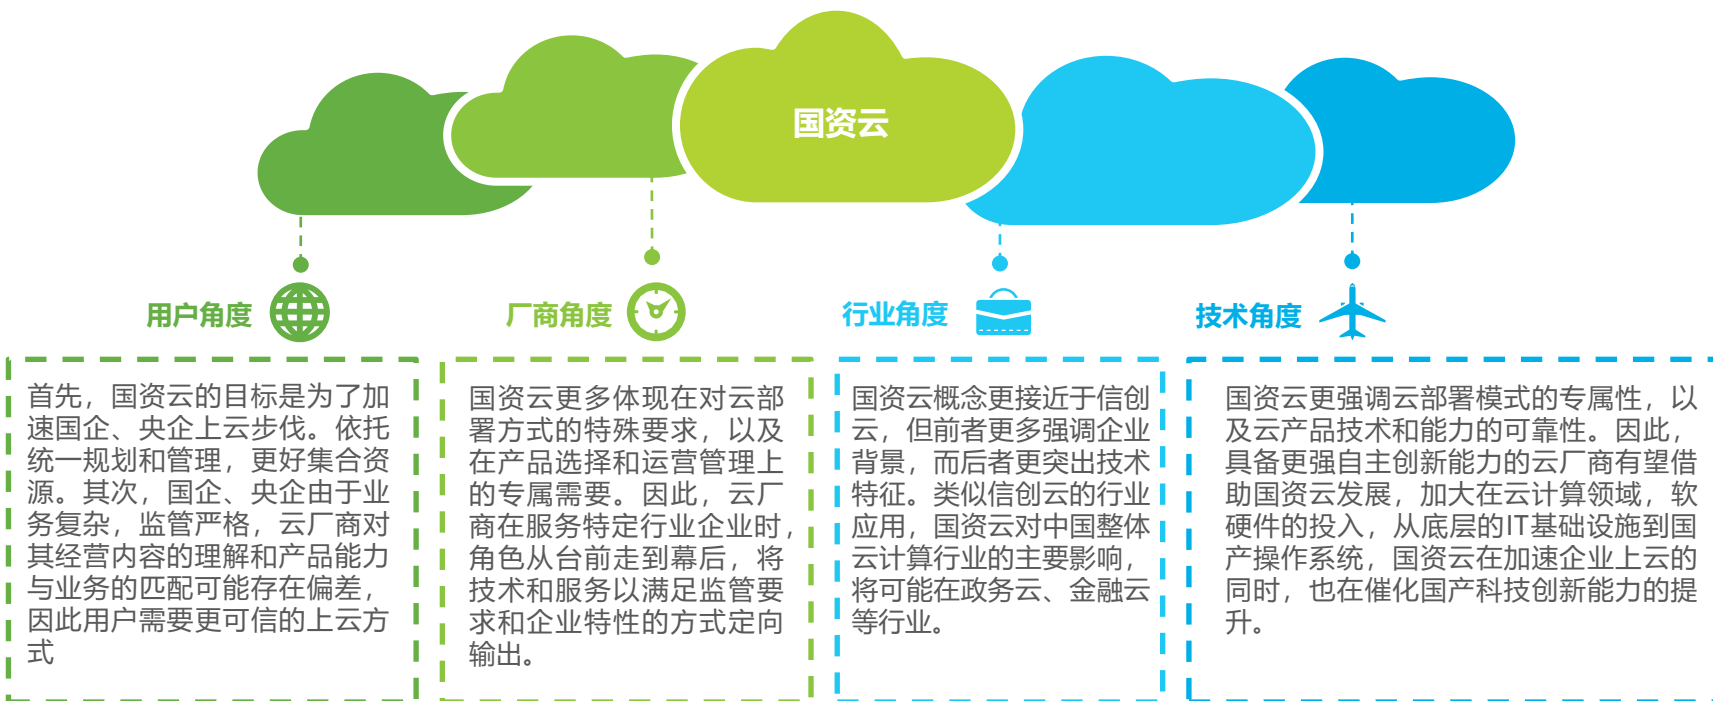 国资云
用户角度
首先，国资云的目标是为了加
速国企、央企上云步伐。依托
统一规划和管理，更好集合资
源。其次，国企、央企由于业
务复杂，监管严格，云厂商对
其经营内容的理解和产品能力
与业务的匹配可能存在偏差，
因此用户需要更可信的上云方
式
厂商角度
国资云更多体现在对云部
署方式的特殊要求，以及
在产品选择和运营管理上
的专属需要。因此，云厂
商在服务特定行业企业时，
角色从台前走到幕后，将
技术和服务以满足监管要
求和企业特性的方式定向
输出。
行业角度
国资云概念更接近于信创
云，但前者更多强调企业
背景，而后者更突出技术
特征。类似信创云的行业
应用，国资云对中国整体
云计算行业的主要影响，
将可能在政务云、金融云
等行业。
技术角度
国资云更强调云部署模式的专属性，以
及云产品技术和能力的可靠性。因此，
具备更强自主创新能力的云厂商有望借
助国资云发展，加大在云计算领域，软
硬件的投入，从底层的IT基础设施到国
产操作系统，国资云在加速企业上云的
同时，也在催化国产科技创新能力的提
升。